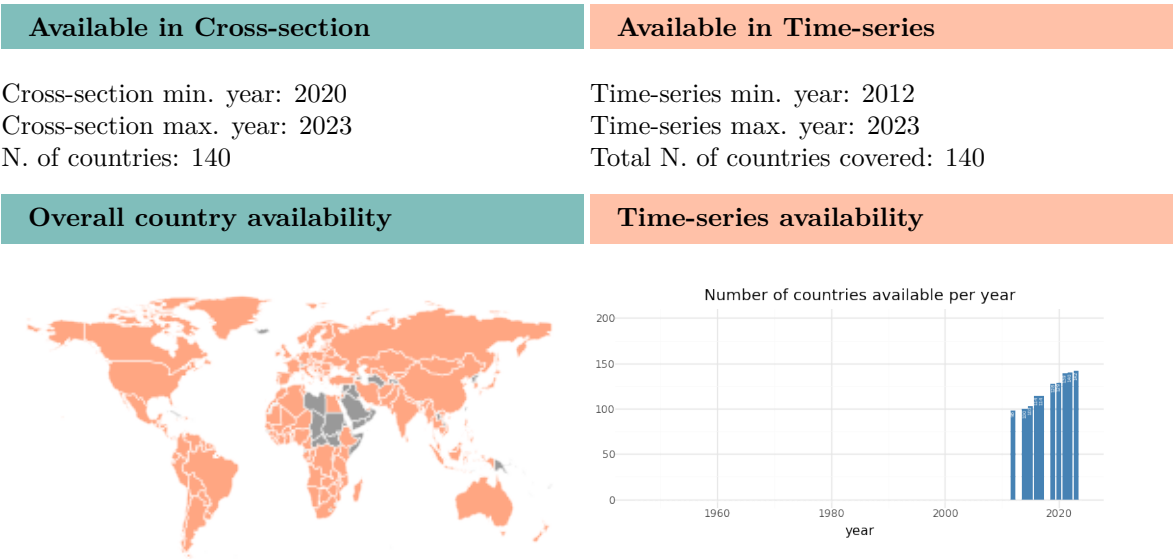 Available in Cross-section
Available in Time-series
Cross-section min. year: 2020
Cross-section max. year: 2023
N. of countries: 140
Time-series min. year: 2012
Time-series max. year: 2023
Total N. of countries covered: 140
Overall country availability
Time-series availability
Number of countries available per year
200
150
100
50
0
1960
1980
2000
2020
year